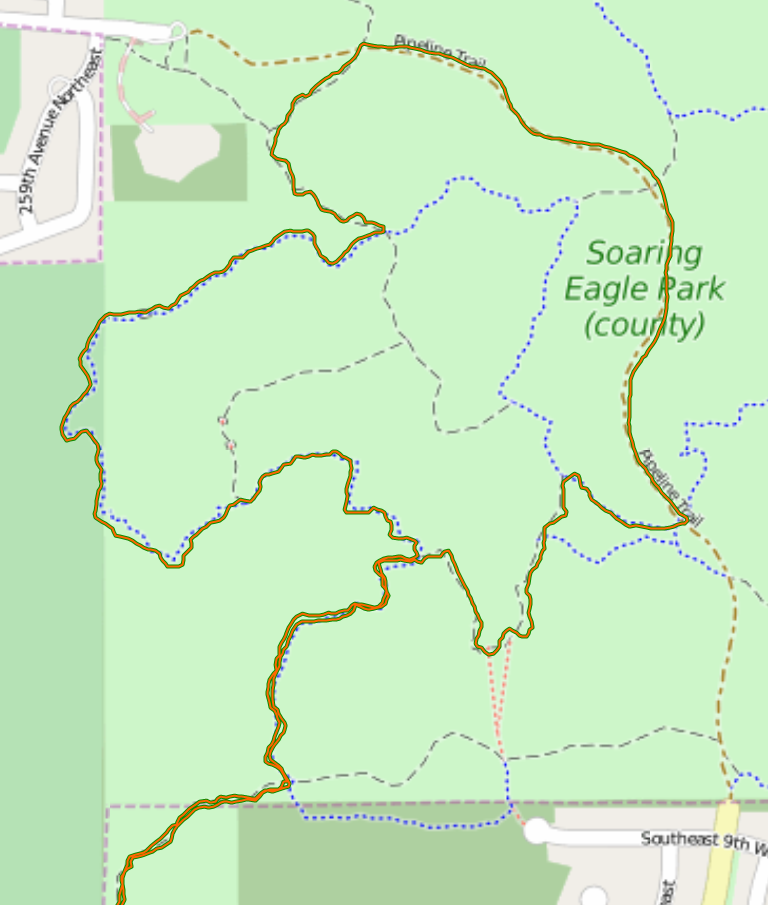 Pipeline Trail
259th Avenue Northeast
Soaring
Eagle Park
(county)
Pipeline Trail
Southeast 9th W